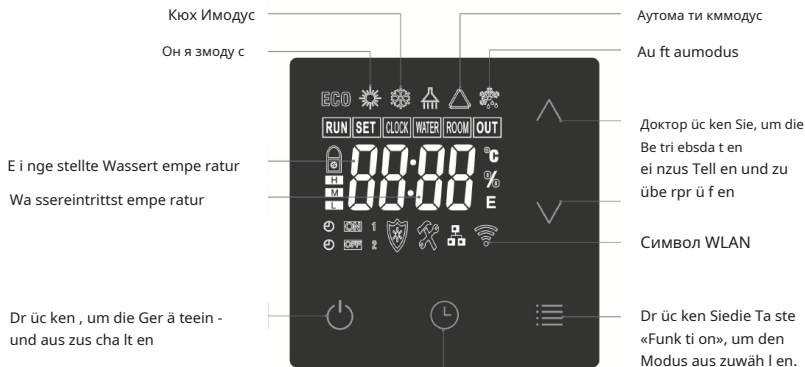 Кюх Имодус
Он я змоду с
E i nge stellte Wassert empe ratur
Wa ssereintrittst empe ratur
Dr üc ken , um die Ger ä teein -
und aus zus cha lt en
ECO
RUN SET CLOCK WATER ROOM OUT
88:88 °C
H
M
L
%
E
ON 1
OFF 2
Аутома ти кммодус
Au ft aumodus
Доктор üc ken Sie, um die
Be tri ebsda t en
ei nzus Tell en und zu
übe rpr ü f en
Символ WLAN
Dr üc ken Siedie Ta ste
«Funk ti on», um den
Modus aus zuwäh l en.